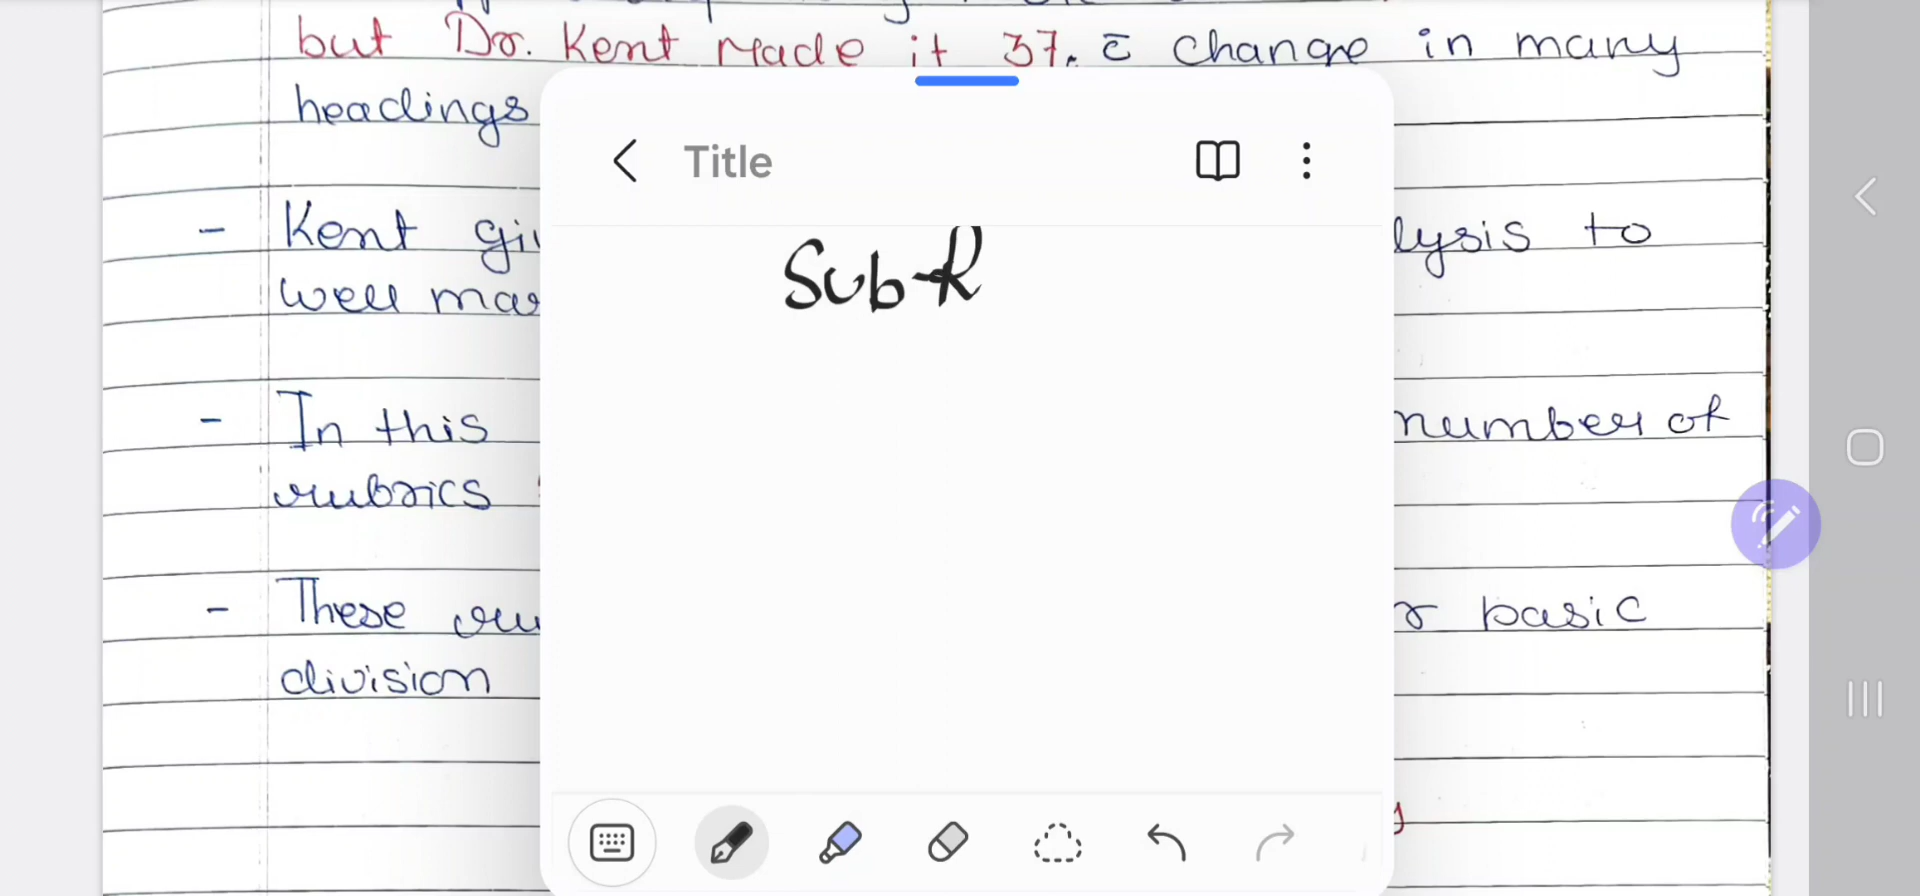 but Dr. Kent made it 37. c̄ change in many
headings
Title
Sub-R
- Kent gi lysis to
well ma
- In this number of
rubrics
- These ru r basic
division